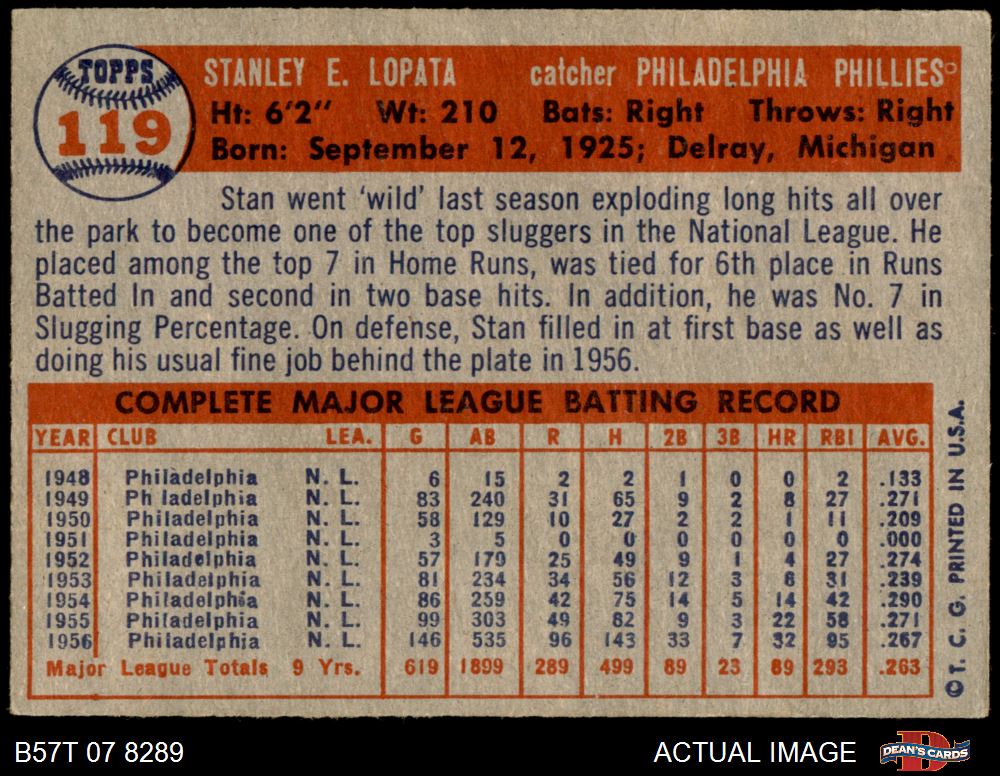 TOPPS
119
STANLEY E. LOPATA catcher PHILADELPHIA PHILLIES
Ht: 6'2" Wt: 210 Bats: Right Throws: Right
Born: September 12, 1925; Delray, Michigan
Stan went 'wild' last season exploding long hits all over
the park to become one of the top sluggers in the National League. He
placed among the top 7 in Home Runs, was tied for 6th place in Runs
Batted In and second in two base hits. In addition, he was No. 7 in
Slugging Percentage. On defense, Stan filled in at first base as well as
doing his usual fine job behind the plate in 1956.
COMPLETE MAJOR LEAGUE BATTING RECORD
YEAR CLUB LEA. G AB R H 2B 3B HR RBI AVG.
1948 Philadelphia N. L. 6 15 2 2 1 0 0 2 .133
1949 Philadelphia N. L. 83 240 31 65 9 2 8 27 .271
1950 Philadelphia N. L. 58 129 10 27 2 2 1 11 .209
1951 Philadelphia N. L. 3 5 0 0 0 0 0 0 .000
1952 Philadelphia N. L. 57 179 25 49 9 1 4 27 .274
1953 Philadelphia N. L. 81 234 34 56 12 3 8 31 .239
1954 Philadelphia N. L. 86 259 42 75 14 5 14 42 .290
1955 Philadelphia N. L. 99 303 49 82 9 3 22 58 .271
1956 Philadelphia N. L. 146 535 96 143 33 7 32 95 .267
Major League Totals 9 Yrs. 619 1899 289 499 89 23 89 293 .263
©T. C. G. PRINTED IN U.S.A.
B57T 07 8289 ACTUAL IMAGE DEAN'S CARDS